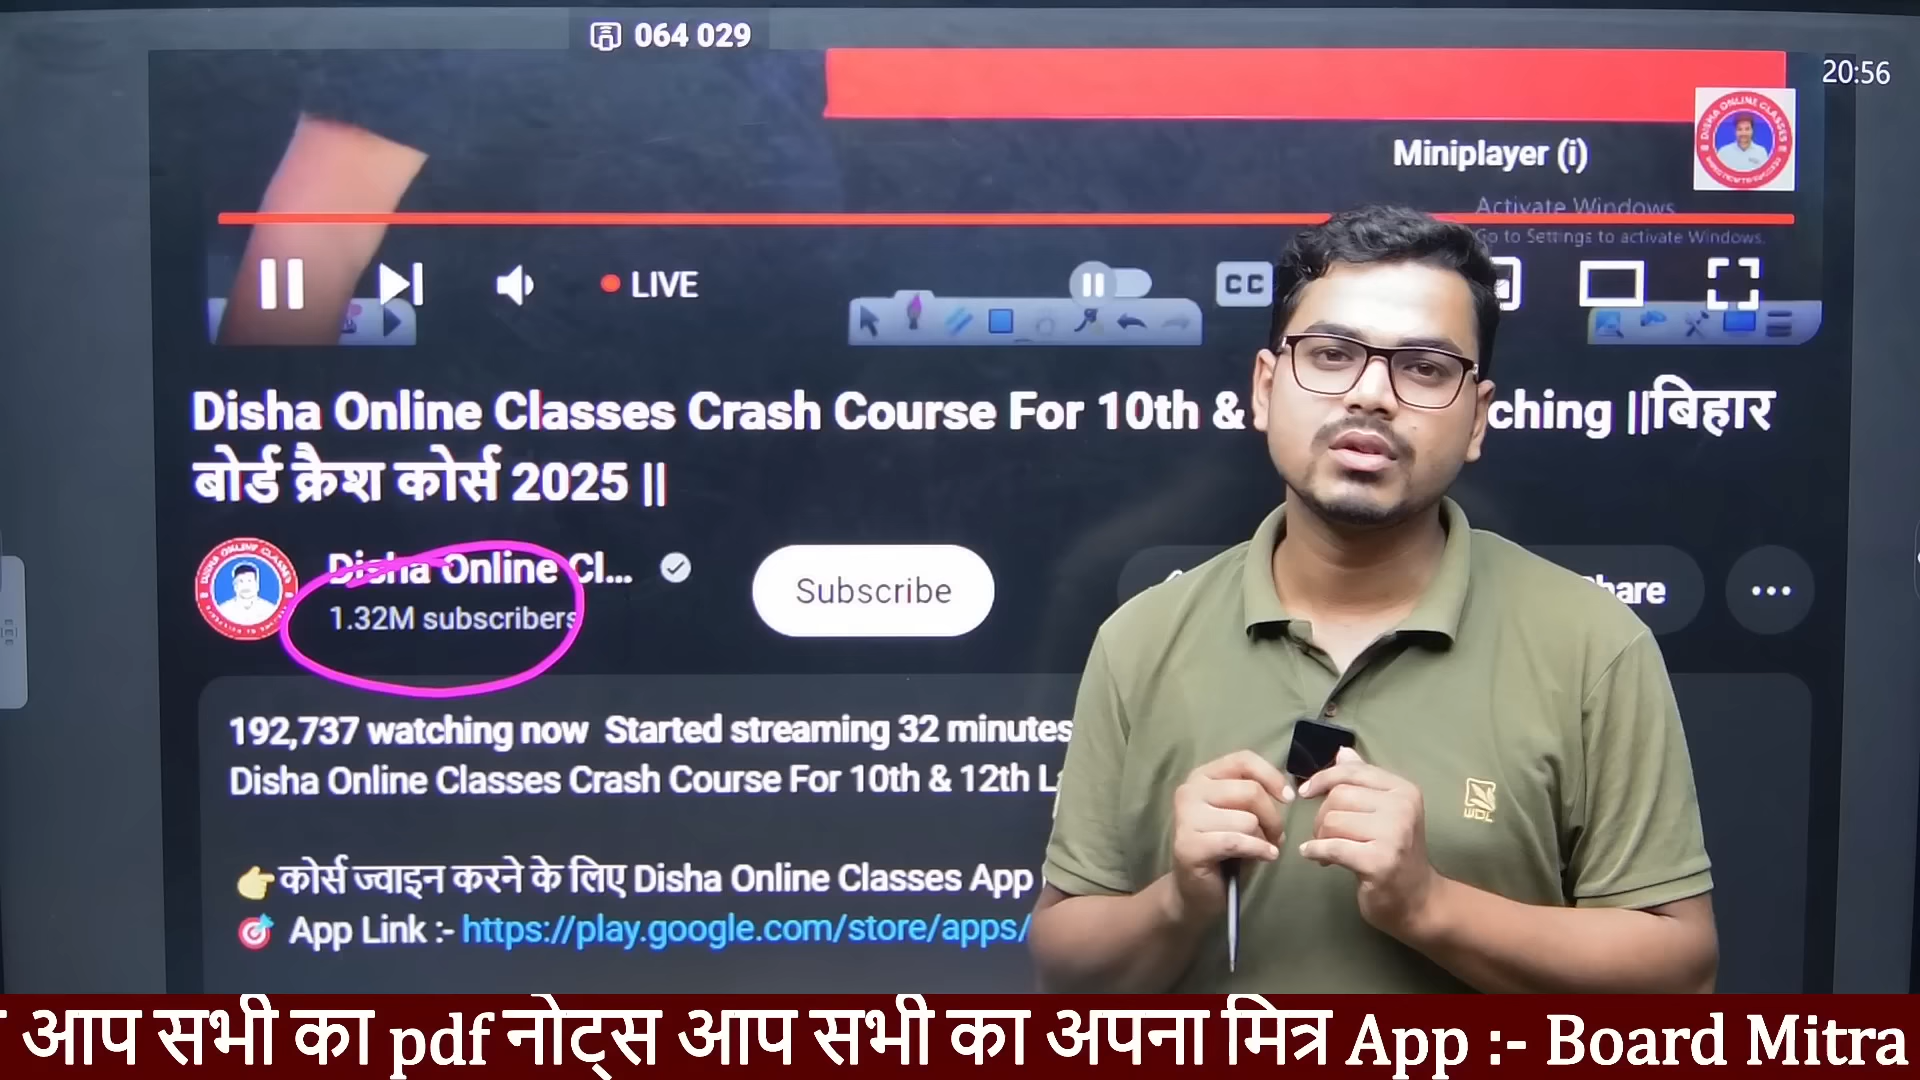 064 029
20:56
DISHA ONLINE CLASSES
Miniplayer (i)
Activate Windows
Go to Settings to activate Windows.
LIVE
CC
Disha Online Classes Crash Course For 10th & ching ||बिहार
बोर्ड क्रैश कोर्स 2025 ||
Disha Online Cl...
1.32M subscribers
Subscribe
hare
192,737 watching now Started streaming 32 minutes
Disha Online Classes Crash Course For 10th & 12th
कोर्स ज्वाइन करने के लिए Disha Online Classes App
App Link :- https://play.google.com/store/apps/
आप सभी का pdf नोट्स आप सभी का अपना मित्र App :- Board Mitra